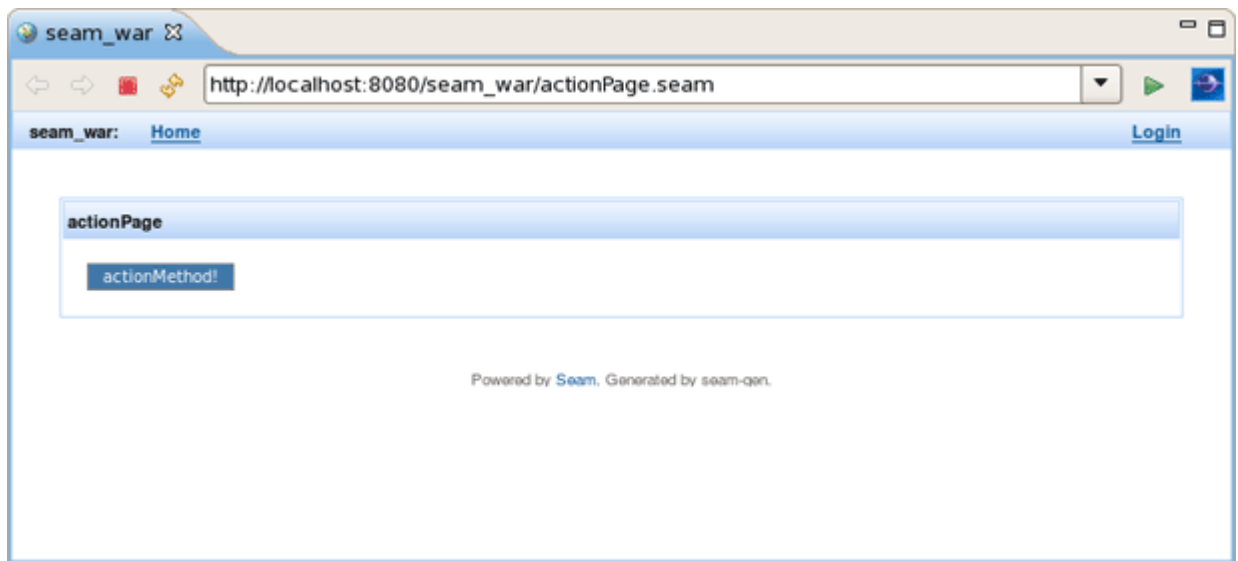 seam_war
http://localhost:8080/seam_war/actionPage.seam
seam_war: Home Login
actionPage
actionMethod!
Powered by Seam. Generated by seam-gen.